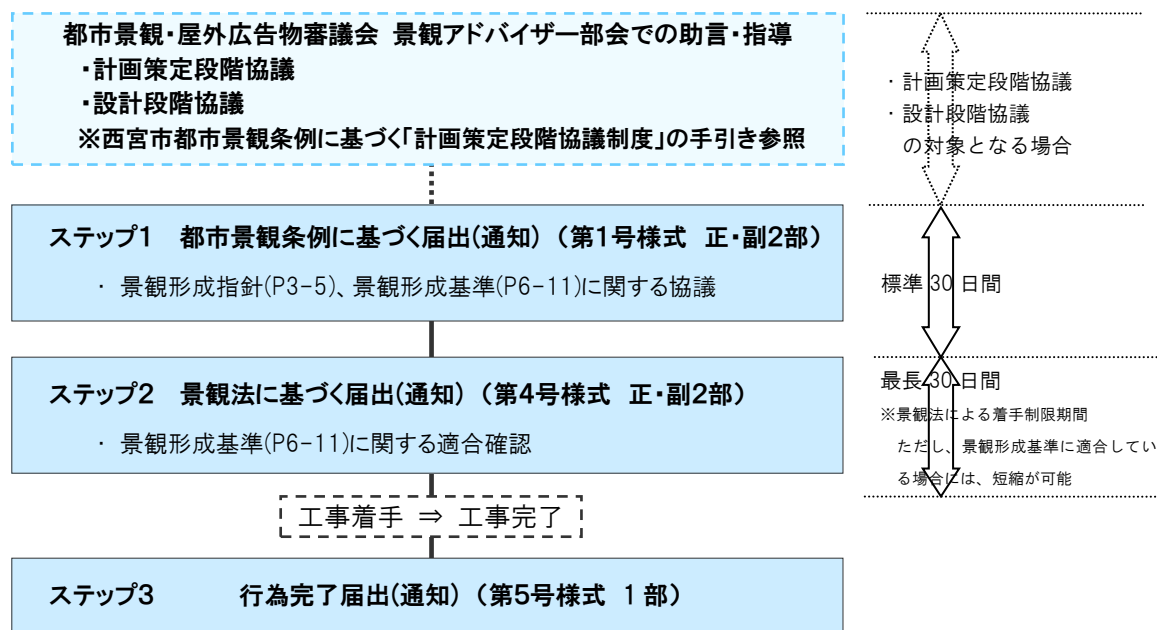 都市景観・屋外広告物審議会 景観アドバイザー部会での助言・指導
・計画策定段階協議
・設計段階協議
※西宮市都市景観条例に基づく「計画策定段階協議制度」の手引き参照
・計画策定段階協議
・設計段階協議
の対象となる場合
ステップ1 都市景観条例に基づく届出(通知) (第1号様式 正・副2部)
・ 景観形成指針(P3-5)、景観形成基準(P6-11)に関する協議
標準 30 日間
ステップ2 景観法に基づく届出(通知) (第4号様式 正・副2部)
・ 景観形成基準(P6-11)に関する適合確認
最長 30 日間
※景観法による着手制限期間
ただし、景観形成基準に適合してい
る場合には、短縮が可能
工事着手 ⇒ 工事完了
ステップ3 行為完了届出(通知) (第5号様式 1 部)